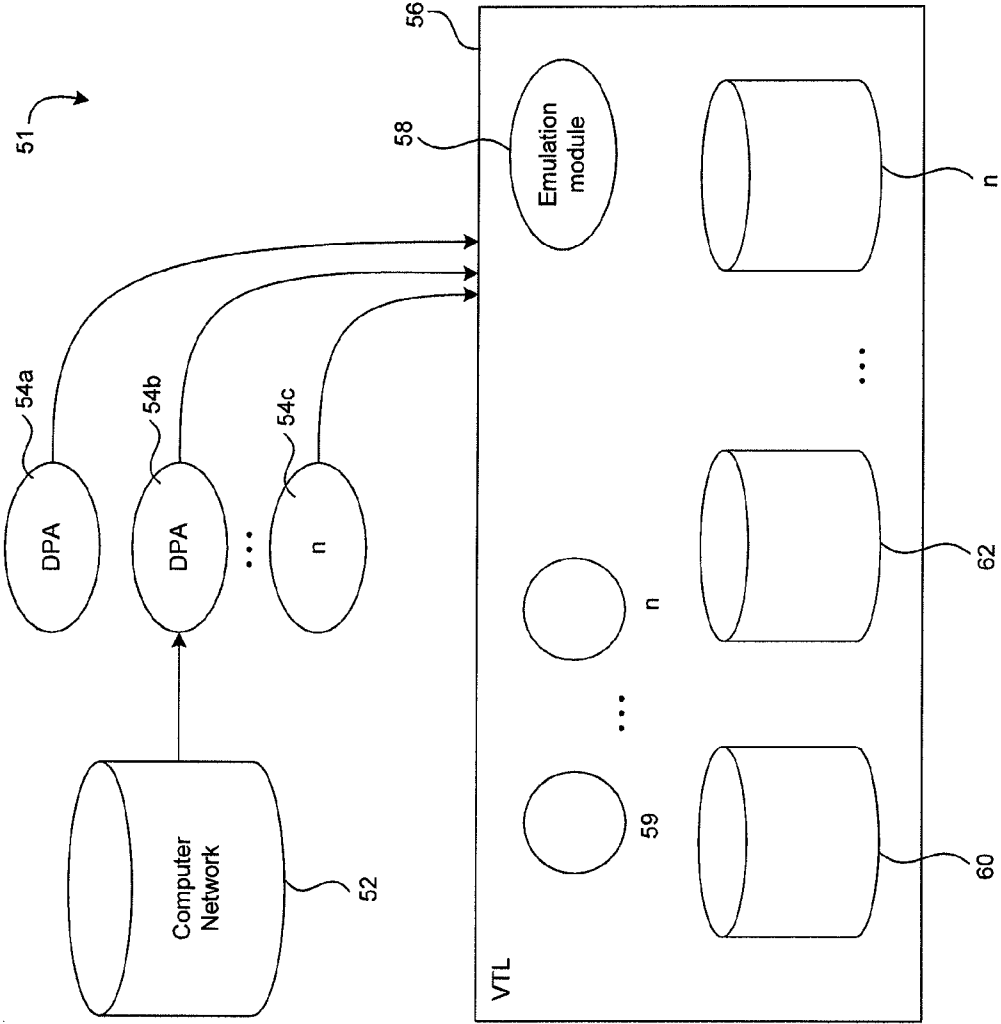 51
Computer
Network
52
DPA
54a
DPA
54b
...
n
54c
VTL
56
Emulation
module
58
59
...
n
60
62
...
n